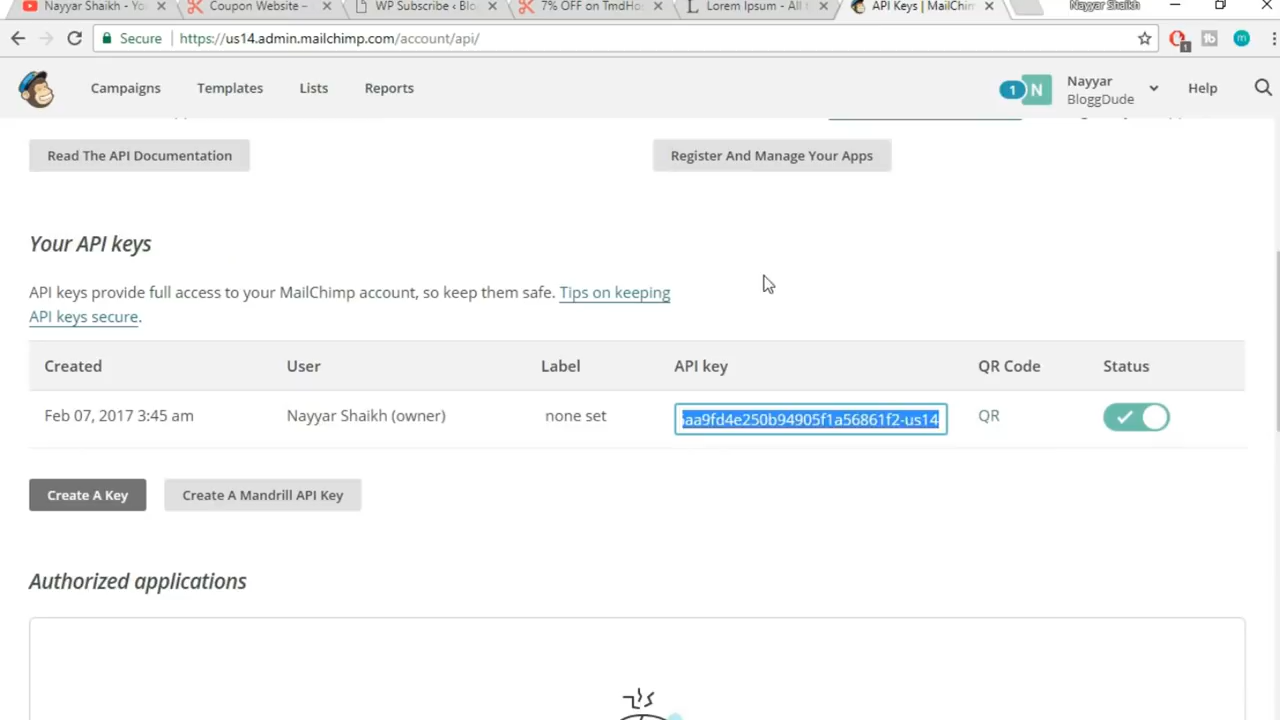 Nayyar Shaikh - Yo
Coupon Website –
WP Subscribe ‹ Blo
7% OFF on TmdHo
Lorem Ipsum - All
API Keys | MailChim
Nayyar Shaikh
Secure
https://us14.admin.mailchimp.com/account/api/
1
fb
m
Campaigns
Templates
Lists
Reports
1
N
Nayyar
BloggDude
Help
Read The API Documentation
Register And Manage Your Apps
Your API keys
API keys provide full access to your MailChimp account, so keep them safe. Tips on keeping
API keys secure.
Created
User
Label
API key
QR Code
Status
Feb 07, 2017 3:45 am
Nayyar Shaikh (owner)
none set
aa9fd4e250b94905f1a56861f2-us14
QR
Create A Key
Create A Mandrill API Key
Authorized applications